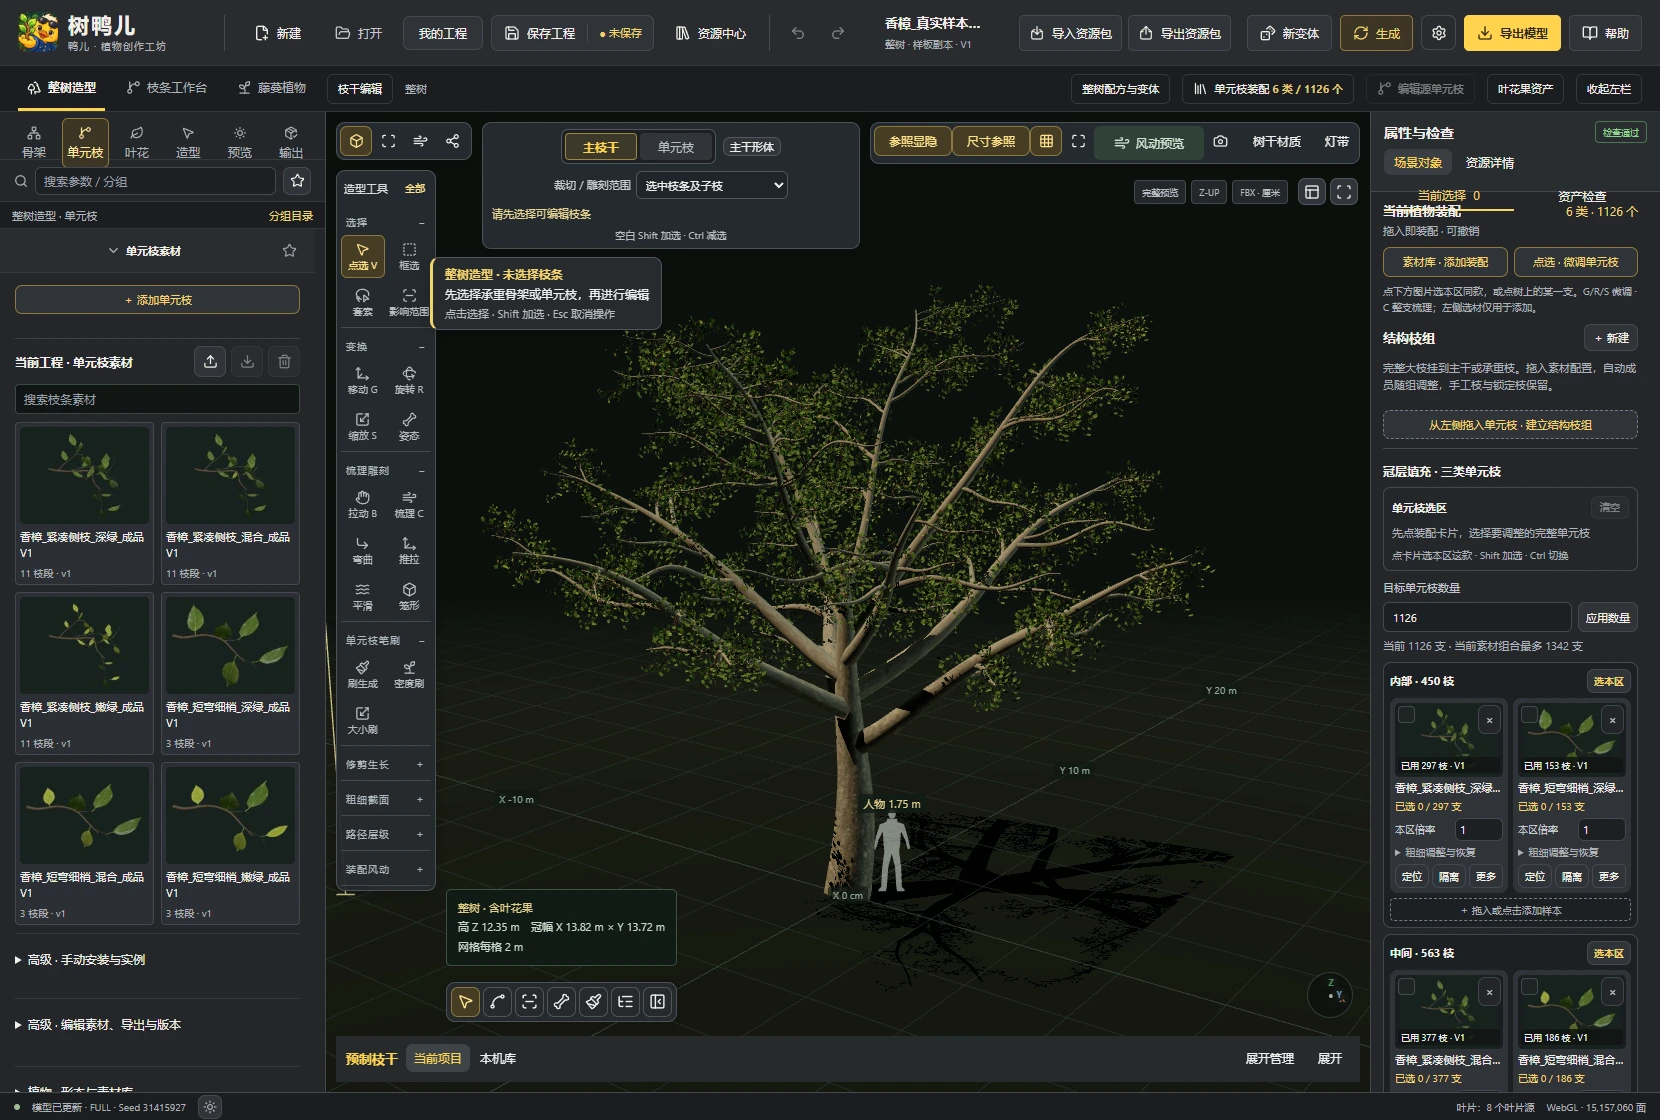 树鸭儿
鸭儿 · 植物创作工坊
新建
打开
我的工程
保存工程
未保存
资源中心
香樟_真实样本...
整树 · 样板副本 · V1
导入资源包
导出资源包
新变体
生成
导出模型
帮助
整树造型
枝条工作台
藤蔓植物
枝干编辑
整树
整树配方与变体
单元枝装配 6 类 / 1126 个
编辑源单元枝
叶花果资产
收起左栏
骨架
单元枝
叶花
造型
预览
输出
搜索参数 / 分组
整树造型 · 单元枝
分组目录
单元枝素材
+ 添加单元枝
当前工程 · 单元枝素材
搜索枝条素材
香樟_紧凑侧枝_深绿_成品
V1
11 枝段 · v1
香樟_紧凑侧枝_混合_成品
V1
11 枝段 · v1
香樟_紧凑侧枝_嫩绿_成品
V1
11 枝段 · v1
香樟_短弯细梢_深绿_成品
V1
3 枝段 · v1
香樟_短弯细梢_混合_成品
V1
3 枝段 · v1
香樟_短弯细梢_嫩绿_成品
V1
3 枝段 · v1
高级 · 手动安装与实例
高级 · 编辑素材、导出与版本
造型工具
全部
选择 −
点选 V
框选
套索
影响范围
变换 −
移动 G
旋转 R
缩放 S
姿态
梳理雕刻 −
拉动 B
梳理 C
弯曲
推拉
平滑
笼形
单元枝笔刷 −
刷生成
密度刷
大小刷
修剪生长 +
粗细截面 +
路径层级 +
装配风动 +
主枝干
单元枝
主干形体
裁切 / 雕刻范围
选中枝条及子枝
请先选择可编辑枝条
空白 Shift 加选 · Ctrl 减选
整树造型 · 未选择枝条
先选择承重骨架或单元枝，再进行编辑
点击选择 · Shift 加选 · Esc 取消操作
参照显隐
尺寸参照
风动预览
树干材质
灯带
完整预览
Z-UP
FBX · 厘米
Y 20 m
Y 10 m
X -10 m
人物 1.75 m
X 0 cm
整树 · 含叶花果
高 Z 12.35 m 冠幅 X 13.82 m × Y 13.72 m
网格每格 2 m
Z
Y
预制枝干
当前项目
本机库
展开管理
展开
属性与检查
检查通过
场景对象
资源详情
当前选择 0
资产检查
当前植物装配
6 类 · 1126 个
拖入即装配 · 可撤销
素材库 · 添加装配
点选 · 微调单元枝
点下方图片选本区同款，或点树上的某一支。G/R/S 微调 ·
C 整支梳理；左侧选材仅用于添加。
结构枝组
+ 新建
完整大枝挂到主干或承重枝。拖入素材配置，自动成
员随组调整，手工枝与锁定枝保留。
从左侧拖入单元枝 · 建立结构枝组
冠层填充 · 三类单元枝
单元枝选区
清空
先点装配卡片，选择要调整的完整单元枝
点卡片选本区这款 · Shift 加选 · Ctrl 切换
目标单元枝数量
1126
应用数量
当前 1126 支 · 当前素材组合最多 1342 支
内部 · 450 枝
选本区
已用 297 枝 · V1
香樟_紧凑侧枝_深绿...
已选 0 / 297 支
本区倍率 1
粗细调整与恢复
定位
隔离
更多
已用 153 枝 · V1
香樟_短弯细梢_深绿...
已选 0 / 153 支
本区倍率 1
粗细调整与恢复
定位
隔离
更多
+ 拖入或点击添加样本
中间 · 563 枝
选本区
已用 377 枝 · V1
香樟_紧凑侧枝_混合...
已选 0 / 377 支
已用 186 枝 · V1
香樟_短弯细梢_混合...
已选 0 / 186 支
模型已更新 · FULL · Seed 31415927
叶片：8 个叶片源
WebGL · 15,157,060 面